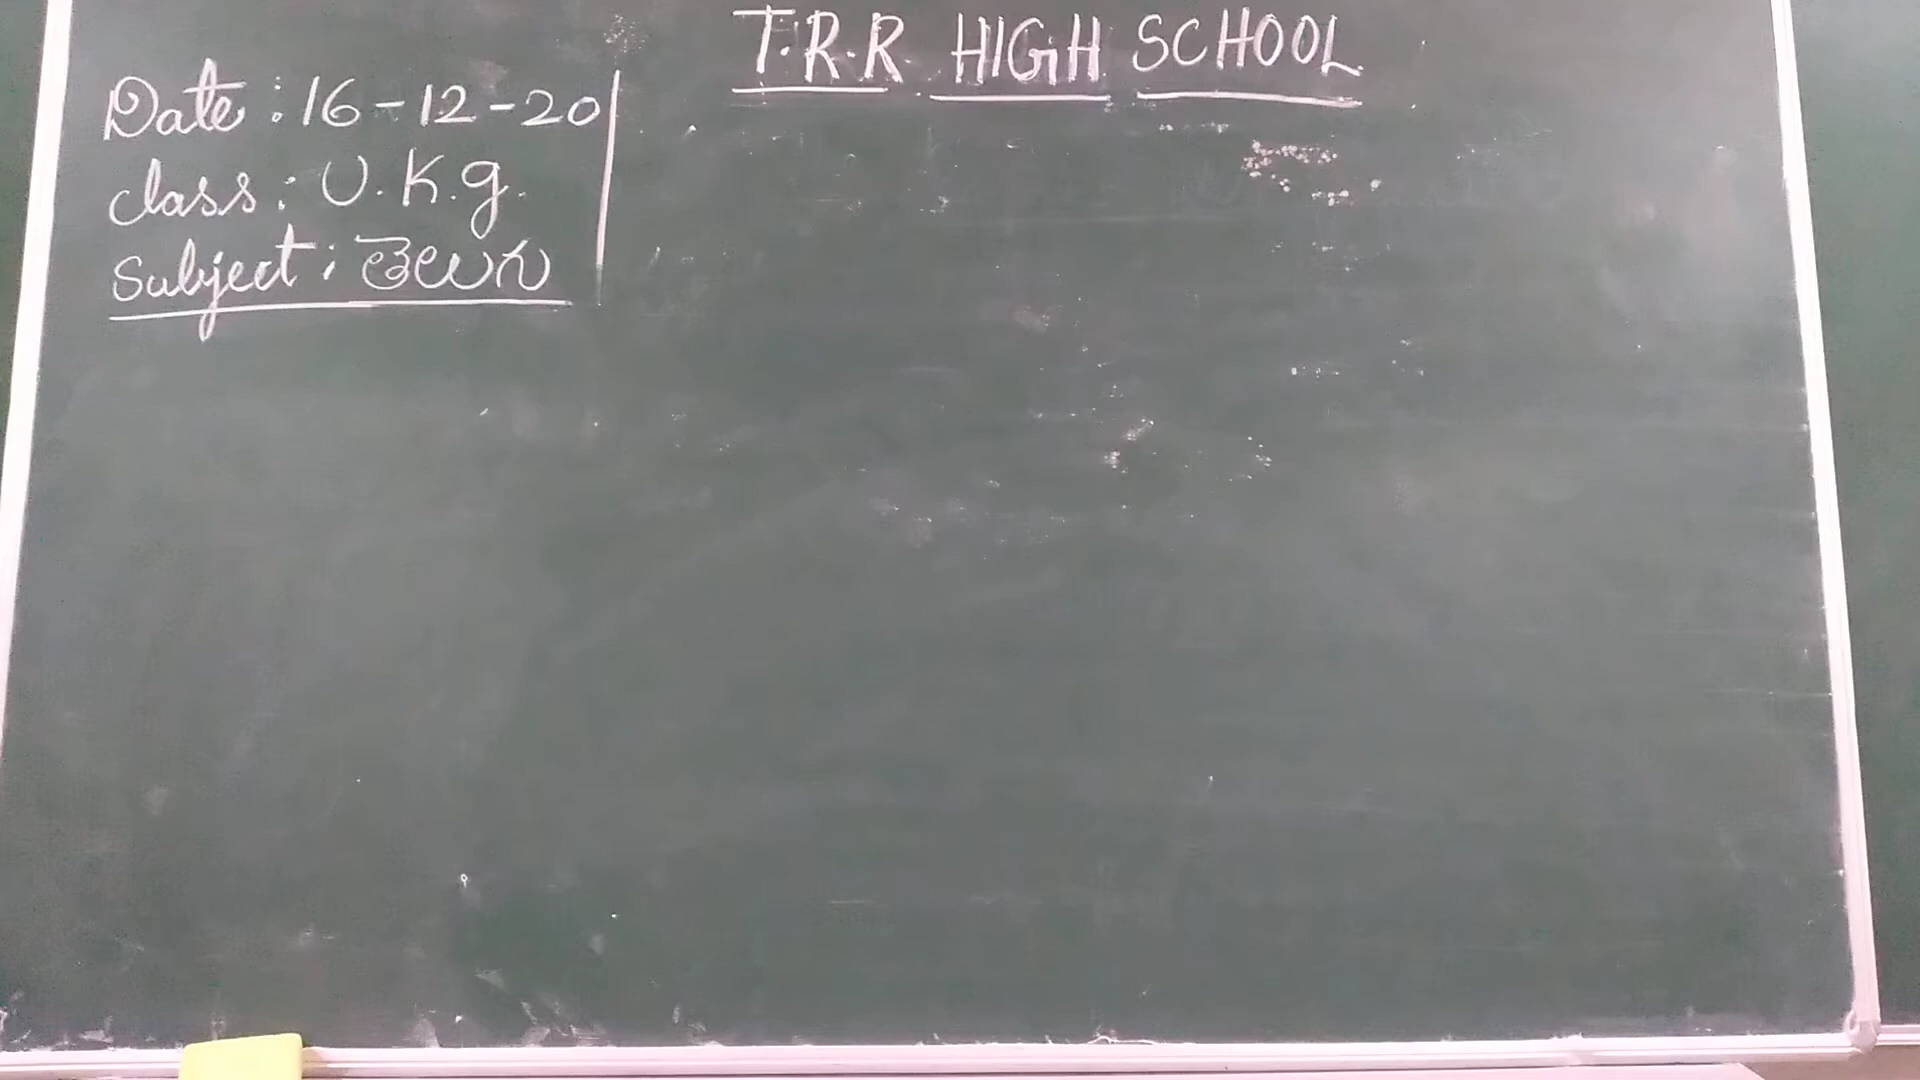 T.R.R HIGH SCHOOL
Date : 16-12-20
class : U.K.g.
Subject : తెలుగు